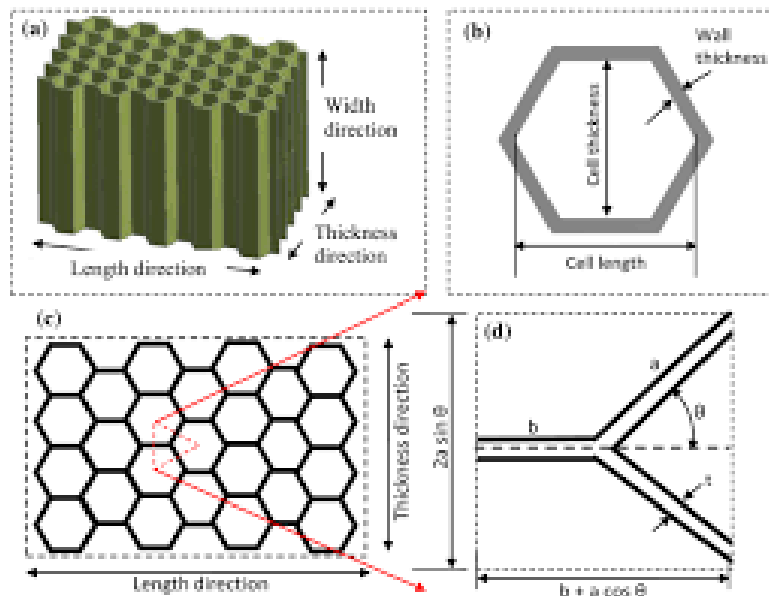 (a)
Width
direction
Thickness
direction
Length direction
(b)
Wall
thickness
Cell thickness
Cell length
(c)
Thickness direction
Length direction
(d)
2a sin θ
a
b
θ
t
b + a cos θ